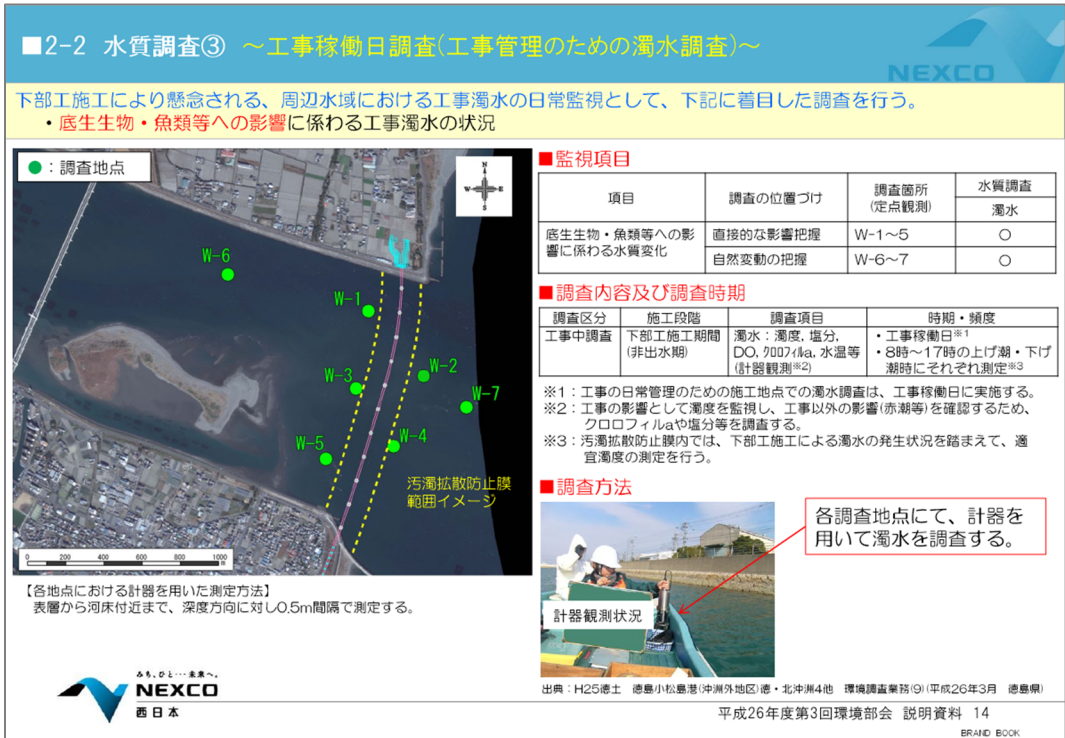 ■2-2 水質調査③ ～工事稼働日調査(工事管理のための濁水調査)～
NEXCO
下部工施工により懸念される、周辺水域における工事濁水の日常監視として、下記に着目した調査を行う。
・底生生物・魚類等への影響に係わる工事濁水の状況
●：調査地点
N
W
E
S
W-6
W-1
W-2
W-3
W-7
W-4
W-5
汚濁拡散防止膜
範囲イメージ
0 200 400 600 800 1000
m
【各地点における計器を用いた測定方法】
表層から河床付近まで、深度方向に対し0.5m間隔で測定する。
■監視項目
項目 調査の位置づけ 調査箇所 水質調査
(定点観測) 濁水
底生生物・魚類等への影 直接的な影響把握 W-1～5 ○
響に係わる水質変化 自然変動の把握 W-6～7 ○
■調査内容及び調査時期
調査区分 施工段階 調査項目 時期・頻度
工事中調査 下部工施工期間 濁水：濁度, 塩分, ・工事稼働日※1
(非出水期) DO, クロロフィルa, 水温等 ・8時～17時の上げ潮・下げ
(計器観測※2) 潮時にそれぞれ測定※3
※1：工事の日常管理のための施工地点での濁水調査は、工事稼働日に実施する。
※2：工事の影響として濁度を監視し、工事以外の影響(赤潮等)を確認するため、
クロロフィルaや塩分等を調査する。
※3：汚濁拡散防止膜内では、下部工施工による濁水の発生状況を踏まえて、適
宜濁度の測定を行う。
■調査方法
各調査地点にて、計器を
用いて濁水を調査する。
計器観測状況
出典：H25徳土 徳島小松島港(沖洲外地区)徳・北沖洲4他 環境調査業務(9)(平成26年3月 徳島県)
みち、ひと…未来へ。
NEXCO
西日本
平成26年度第3回環境部会 説明資料 14
BRAND BOOK